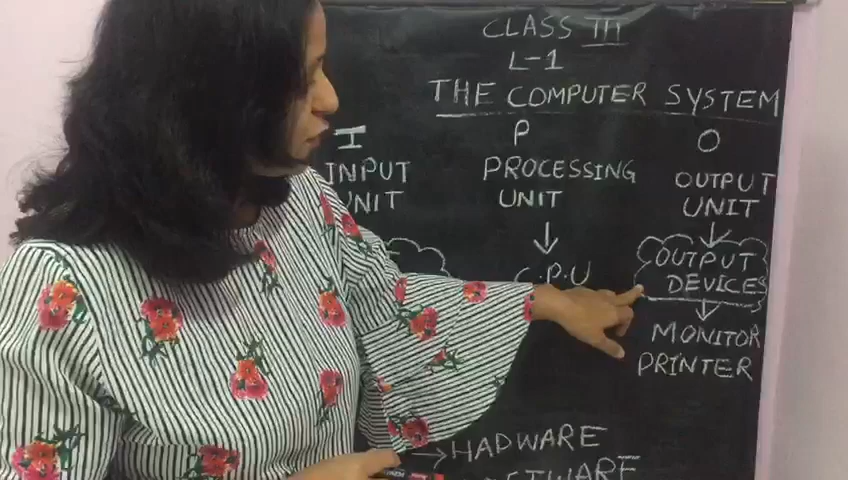 CLASS III
L-1
THE COMPUTER SYSTEM
I
INPUT
UNIT
P
PROCESSING
UNIT
C.P.U
O
OUTPUT
UNIT
OUTPUT
DEVICES
MONITOR
PRINTER
HADWARE